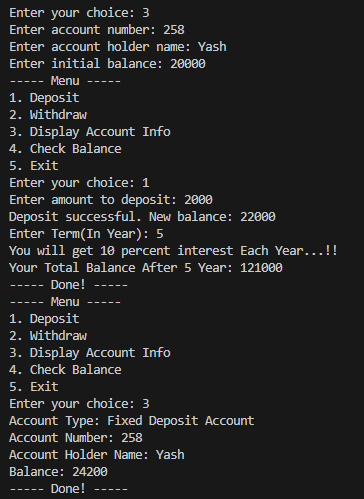 Enter your choice: 3
Enter account number: 258
Enter account holder name: Yash
Enter initial balance: 20000
----- Menu -----
1. Deposit
2. Withdraw
3. Display Account Info
4. Check Balance
5. Exit
Enter your choice: 1
Enter amount to deposit: 2000
Deposit successful. New balance: 22000
Enter Term(In Year): 5
You will get 10 percent interest Each Year...!!
Your Total Balance After 5 Year: 121000
----- Done! -----
----- Menu -----
1. Deposit
2. Withdraw
3. Display Account Info
4. Check Balance
5. Exit
Enter your choice: 3
Account Type: Fixed Deposit Account
Account Number: 258
Account Holder Name: Yash
Balance: 24200
----- Done! -----